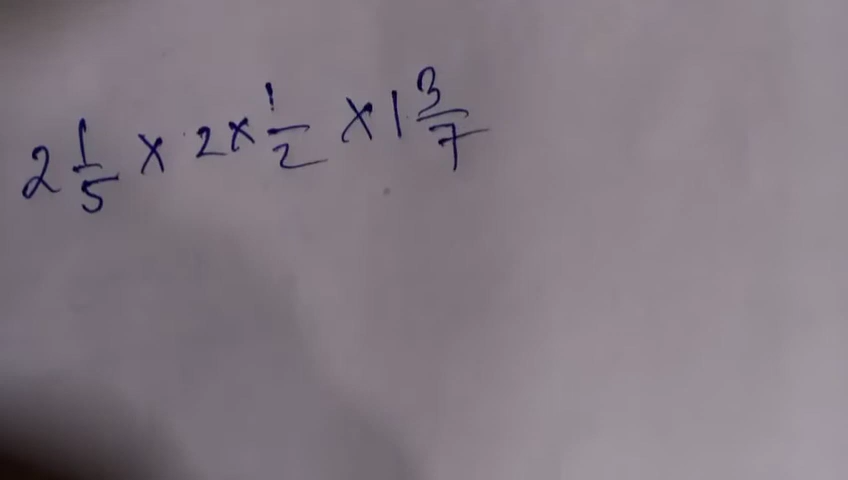 2 1/5 × 2 × 1/2 × 1 3/7